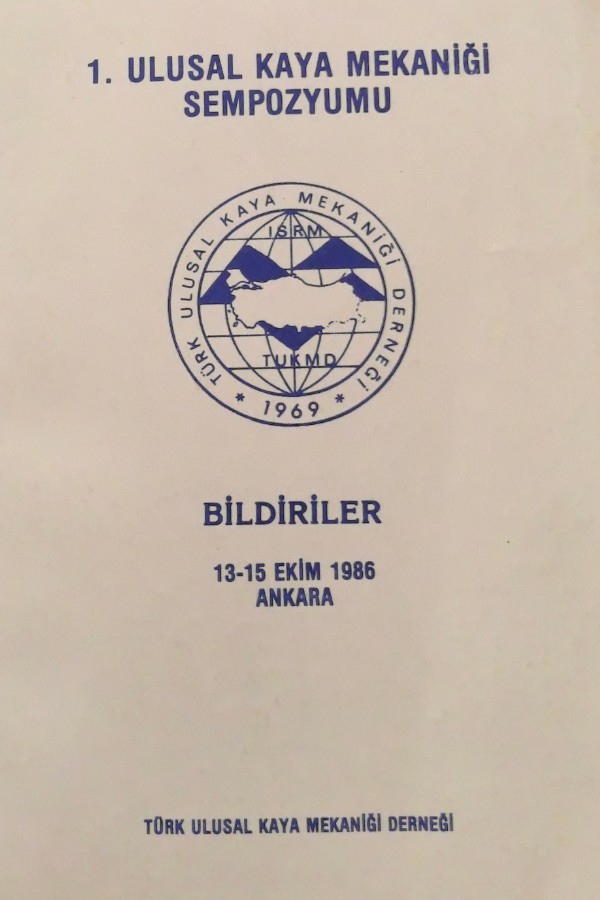 1. ULUSAL KAYA MEKANİĞİ
SEMPOZYUMU
TÜRK ULUSAL KAYA MEKANİĞİ DERNEĞİ
ISRM
TUKMD
* 1969 *
BİLDİRİLER
13-15 EKİM 1986
ANKARA
TÜRK ULUSAL KAYA MEKANİĞİ DERNEĞİ